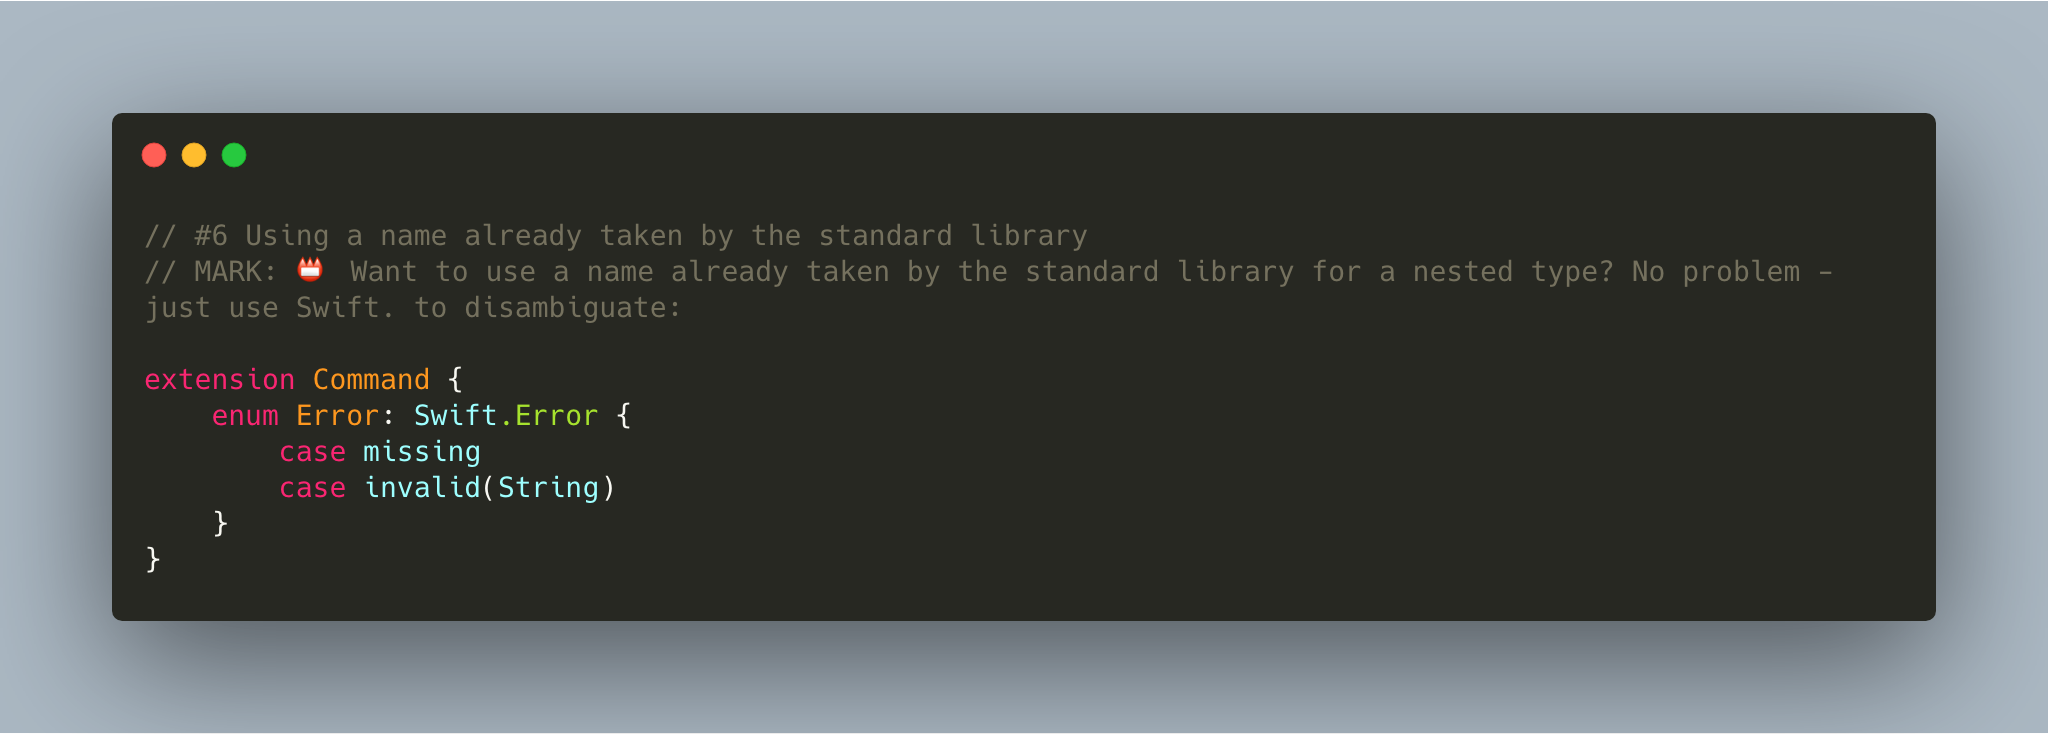 // #6 Using a name already taken by the standard library
// MARK: 📛 Want to use a name already taken by the standard library for a nested type? No problem -
just use Swift. to disambiguate:
extension Command {
    enum Error: Swift.Error {
        case missing
        case invalid(String)
    }
}